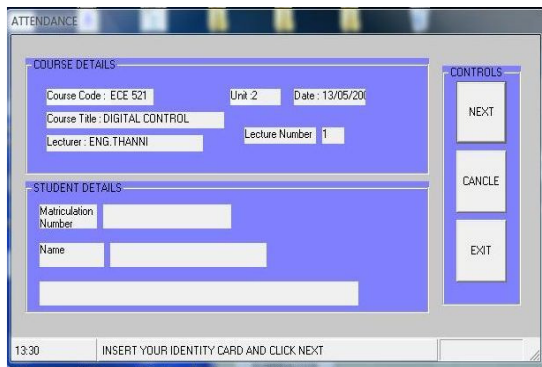 ATTENDANCE
COURSE DETAILS
Course Code : ECE 521 Unit :2 Date : 13/05/20
Course Title : DIGITAL CONTROL
Lecturer : ENG.THANNI Lecture Number 1
STUDENT DETAILS
Matriculation
Number
Name
CONTROLS
NEXT
CANCLE
EXIT
13:30 INSERT YOUR IDENTITY CARD AND CLICK NEXT